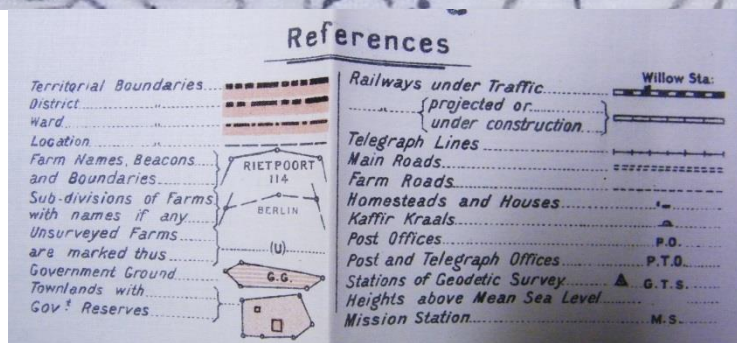 References
Territorial Boundaries
District "
Ward "
Location "
Farm Names, Beacons
and Boundaries
RIETPOORT
114
Sub-divisions of Farms
with names if any
BERLIN
Unsurveyed Farms
are marked thus
(U)
Government Ground
G.G.
Townlands with
Govt Reserves
Railways under Traffic
Willow Sta:
" projected or
under construction
Telegraph Lines
Main Roads
Farm Roads
Homesteads and Houses
Kaffir Kraals
Post Offices P.O.
Post and Telegraph Offices P.T.O.
Stations of Geodetic Survey G.T.S.
Heights above Mean Sea Level
Mission Station M.S.